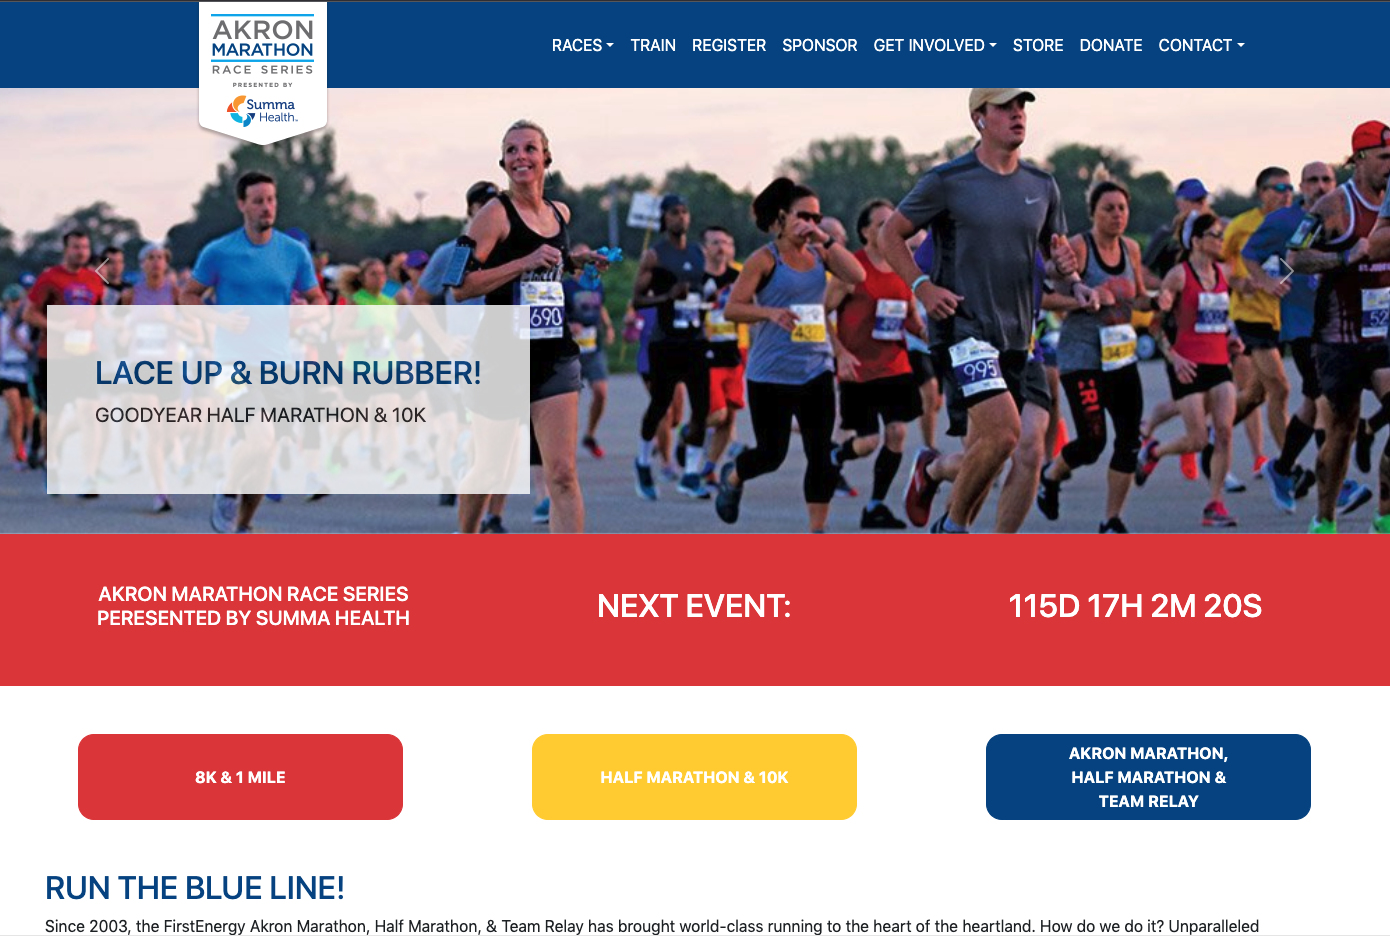 AKRON
MARATHON
RACE SERIES
PRESENTED BY
Summa
Health
RACES TRAIN REGISTER SPONSOR GET INVOLVED STORE DONATE CONTACT
690
995
LACE UP & BURN RUBBER!
GOODYEAR HALF MARATHON & 10K
AKRON MARATHON RACE SERIES
PERESENTED BY SUMMA HEALTH
NEXT EVENT:
115D 17H 2M 20S
8K & 1 MILE
HALF MARATHON & 10K
AKRON MARATHON,
HALF MARATHON &
TEAM RELAY
RUN THE BLUE LINE!
Since 2003, the FirstEnergy Akron Marathon, Half Marathon, & Team Relay has brought world-class running to the heart of the heartland. How do we do it? Unparalleled